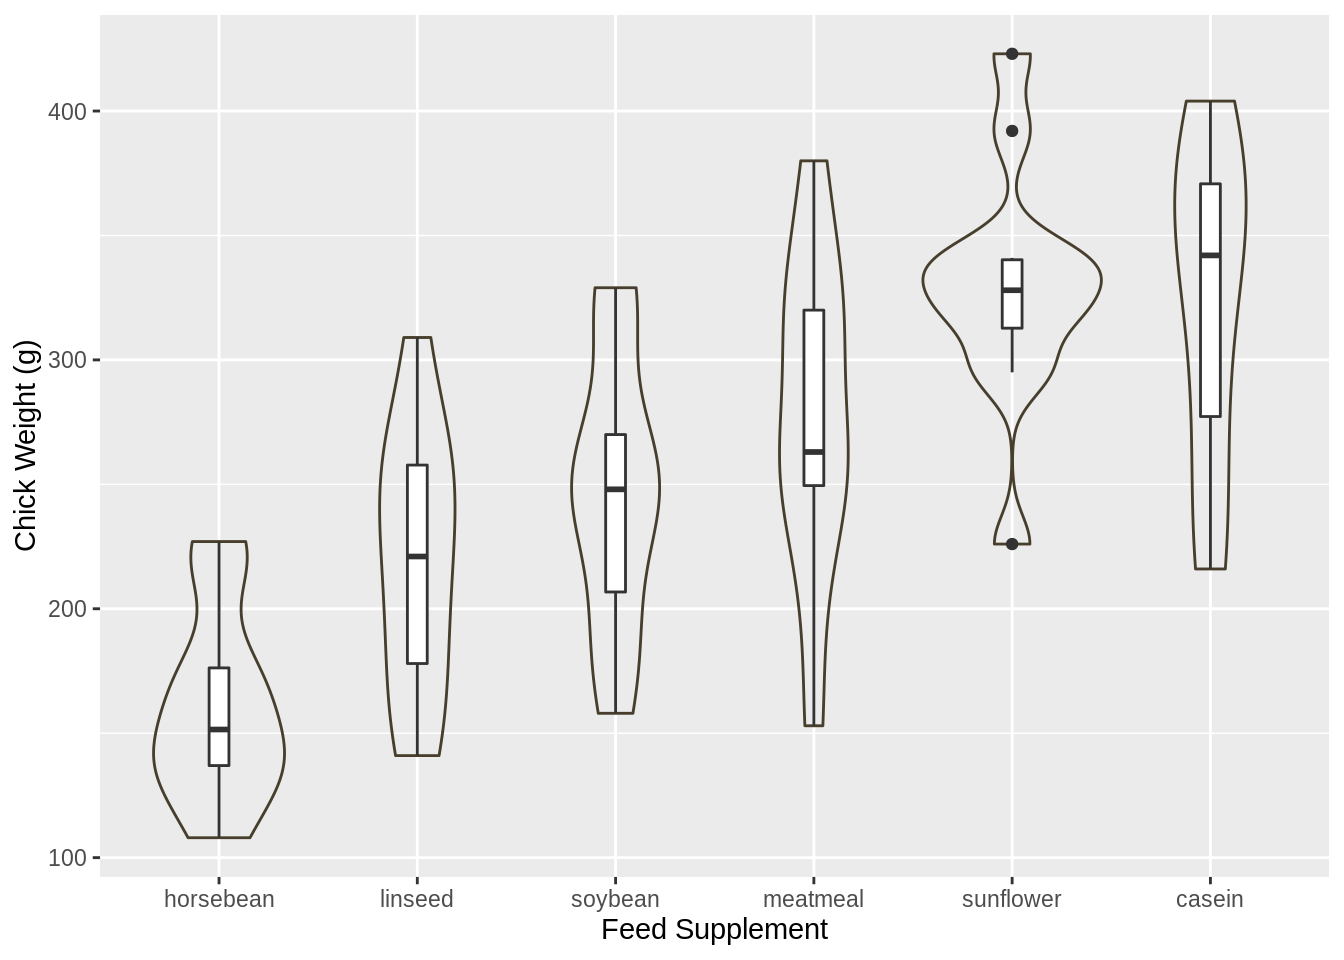 Chick Weight (g)
400
300
200
100
horsebean linseed soybean meatmeal sunflower casein
Feed Supplement